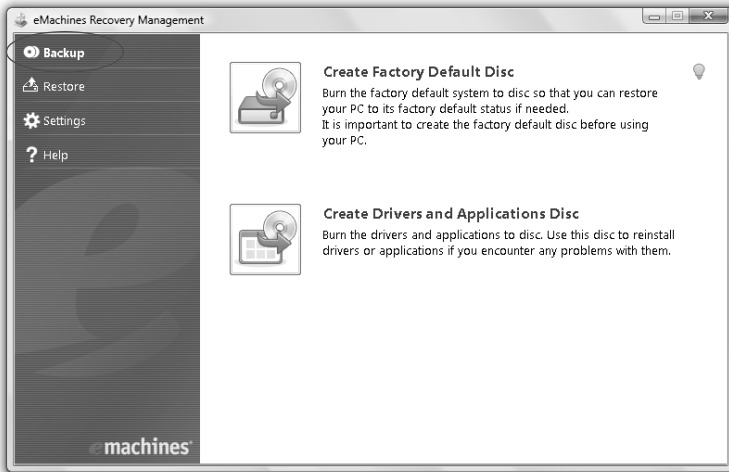 eMachines Recovery Management
Backup
Restore
Settings
Help
Create Factory Default Disc
Burn the factory default system to disc so that you can restore
your PC to its factory default status if needed.
It is important to create the factory default disc before using
your PC.
Create Drivers and Applications Disc
Burn the drivers and applications to disc. Use this disc to reinstall
drivers or applications if you encounter any problems with them.
emachines